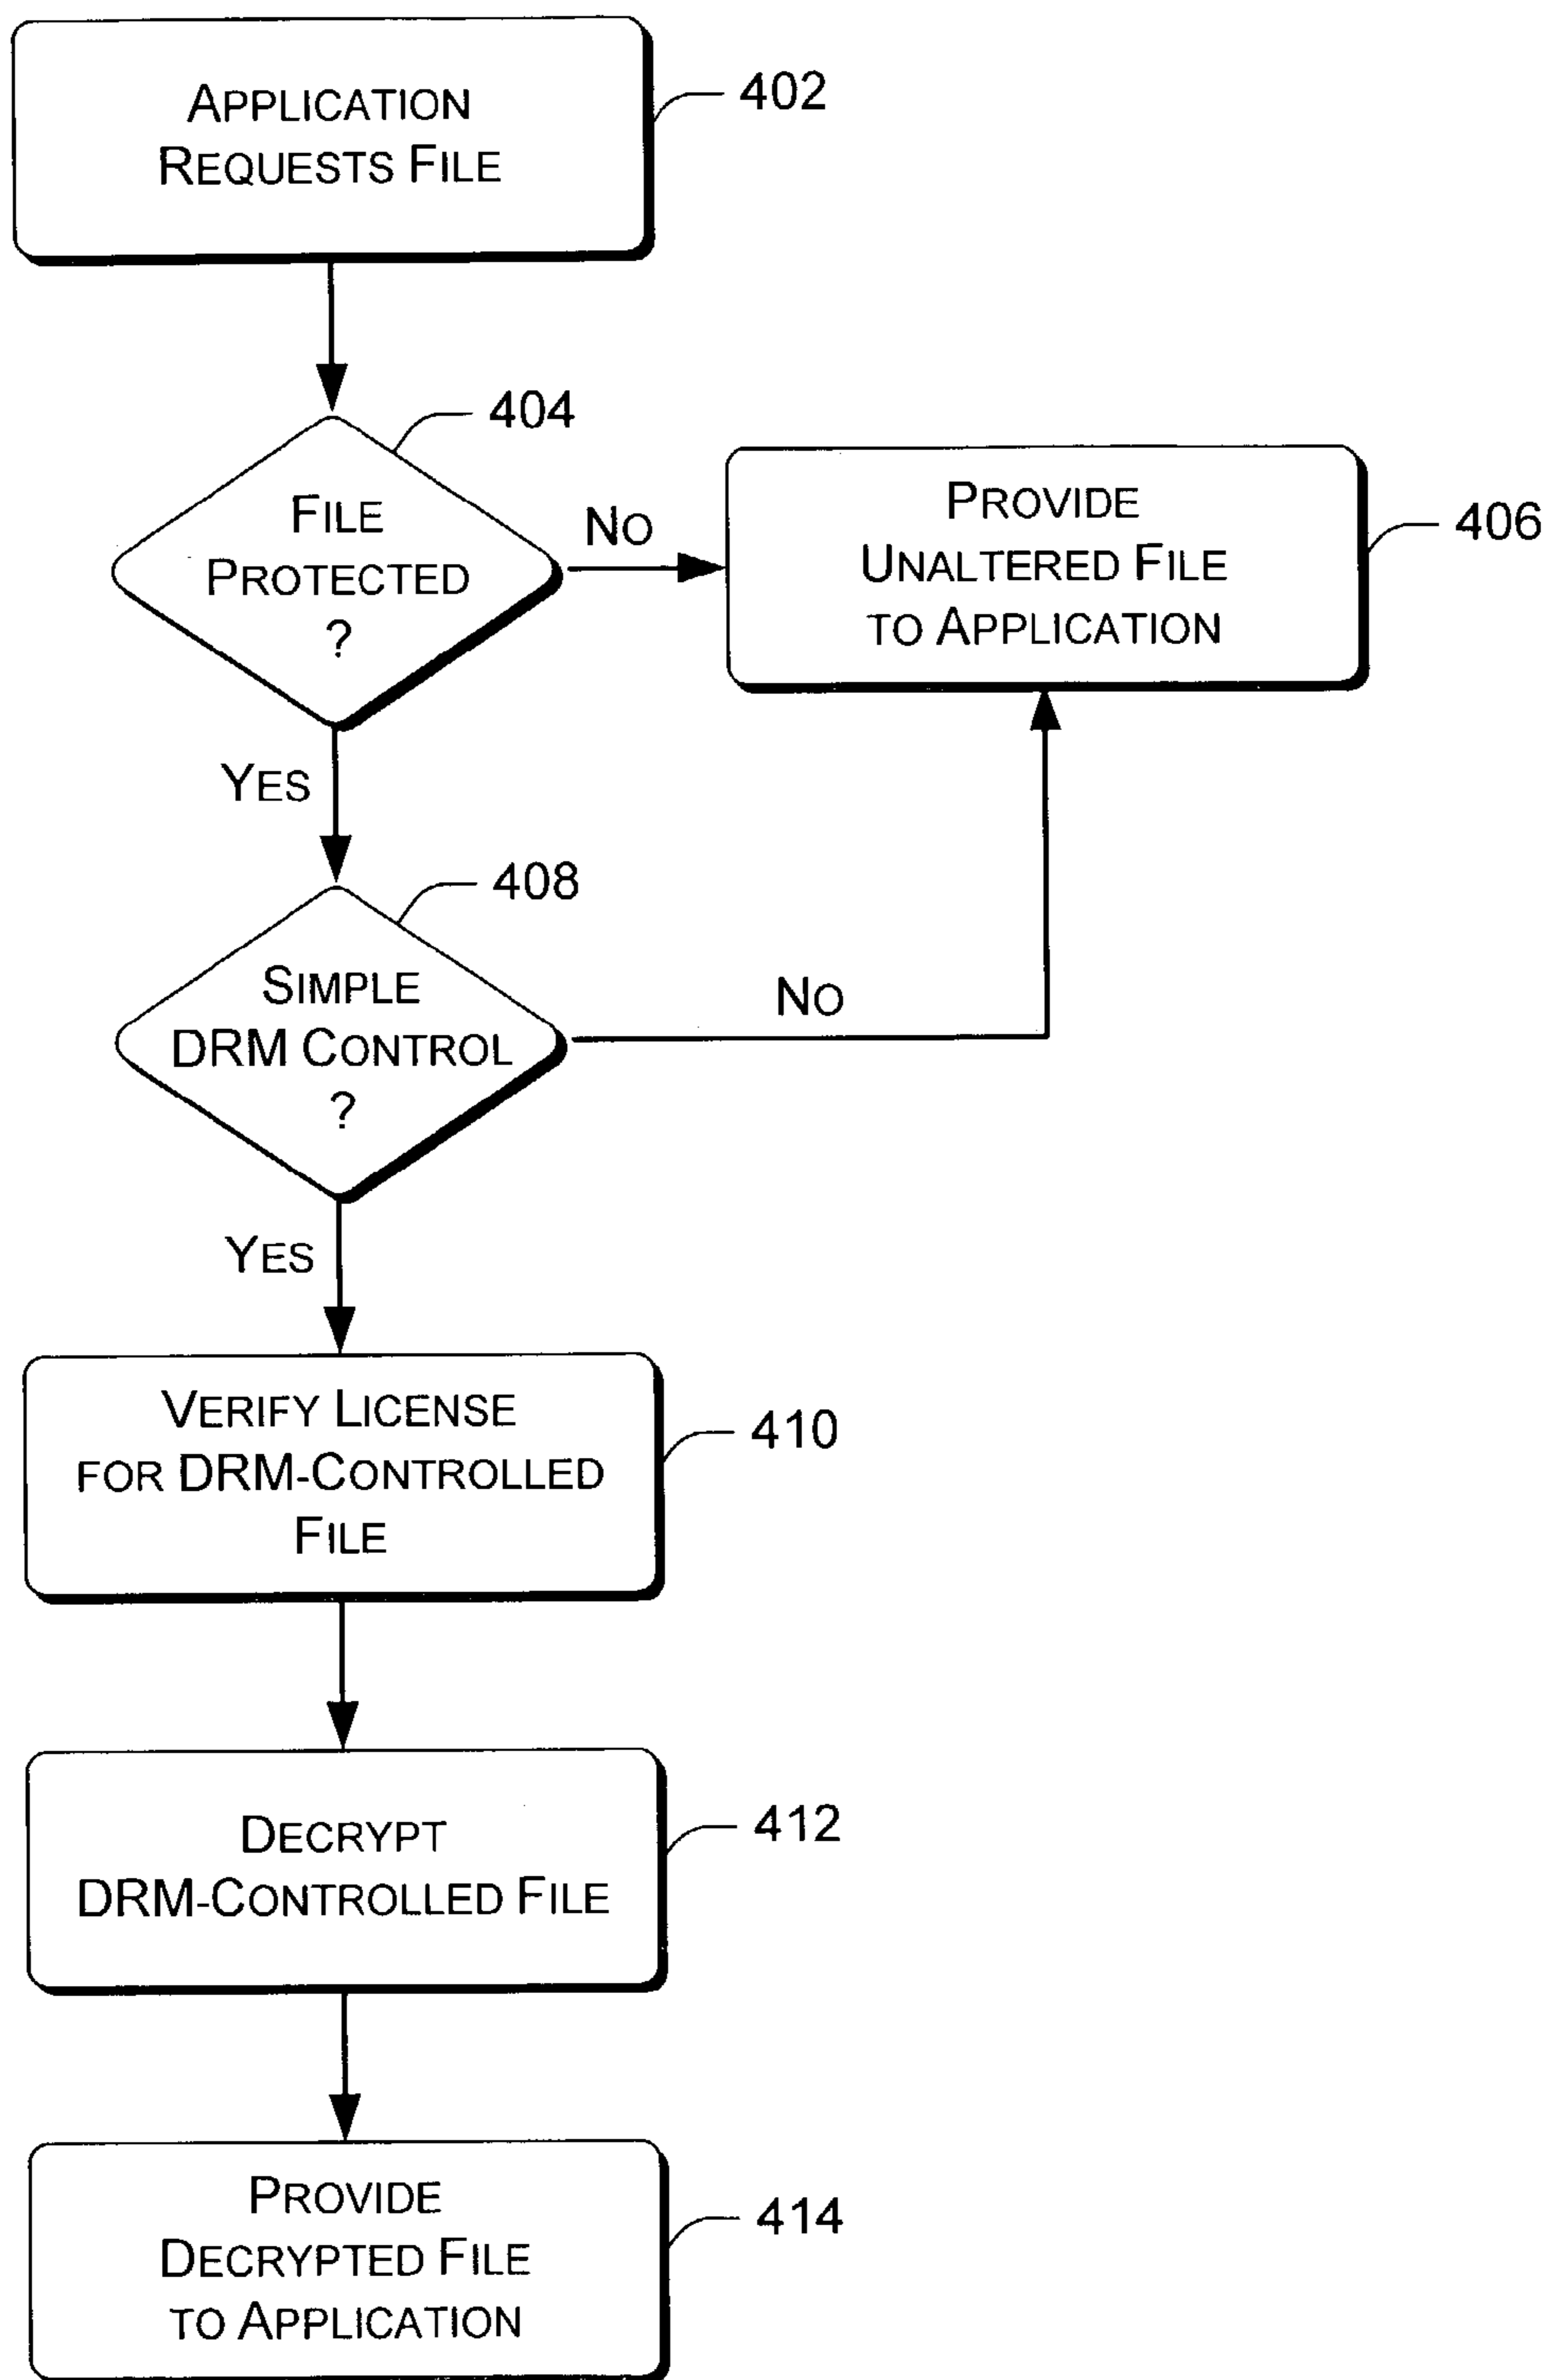 APPLICATION
REQUESTS FILE
402
404
FILE
PROTECTED
?
NO
PROVIDE
UNALTERED FILE
TO APPLICATION
406
YES
408
SIMPLE
DRM CONTROL
?
NO
YES
VERIFY LICENSE
FOR DRM-CONTROLLED
FILE
410
DECRYPT
DRM-CONTROLLED FILE
412
PROVIDE
DECRYPTED FILE
TO APPLICATION
414